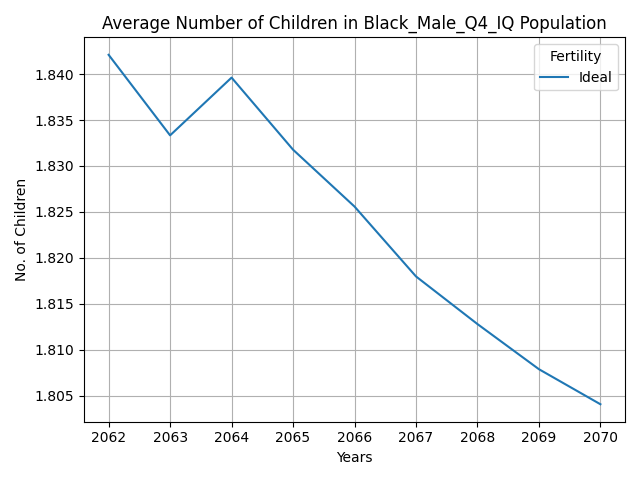 Average Number of Children in Black_Male_Q4_IQ Population
Fertility
Ideal
1.840
1.835
1.830
1.825
1.820
1.815
1.810
1.805
No. of Children
2062 2063 2064 2065 2066 2067 2068 2069 2070
Years